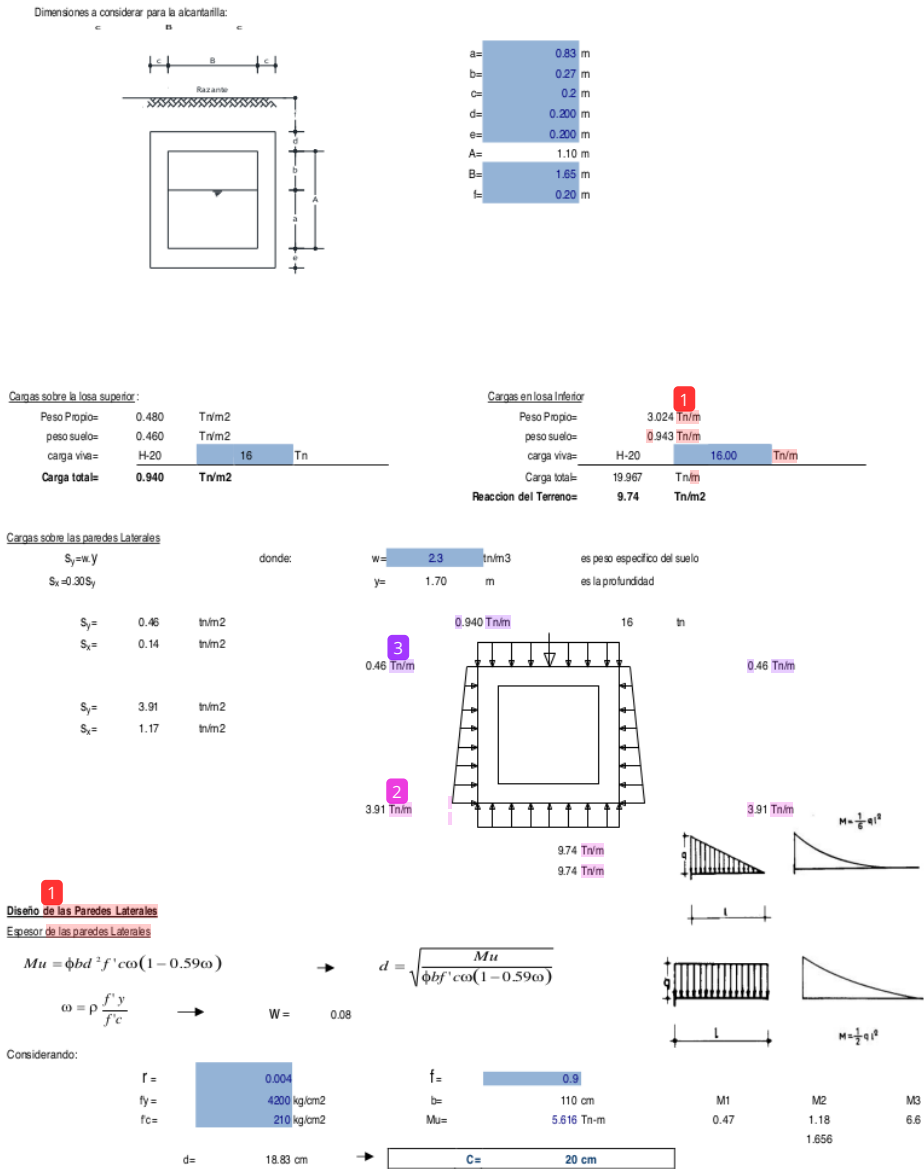 Dimensiones a considerar para la alcantarilla:
c B c
c B c
Razante
d
b
A
a
e
a= 0.83 m
b= 0.27 m
c= 0.2 m
d= 0.200 m
e= 0.200 m
A= 1.10 m
B= 1.65 m
f= 0.20 m
Cargas sobre la losa superior:
Peso Propio= 0.480 Tn/m2
peso suelo= 0.460 Tn/m2
carga viva= H-20 16 Tn
Carga total= 0.940 Tn/m2
Cargas en losa Inferior
1
Peso Propio= 3.024 Tn/m
peso suelo= 0.943 Tn/m
carga viva= H-20 16.00 Tn/m
Carga total= 19.967 Tn/m
Reaccion del Terreno= 9.74 Tn/m2
Cargas sobre las paredes Laterales
Sy=w.y donde: w= 2.3 tn/m3 es peso especifico del suelo
Sx=0.30Sy y= 1.70 m es la profundidad
Sy= 0.46 tn/m2
Sx= 0.14 tn/m2
Sy= 3.91 tn/m2
Sx= 1.17 tn/m2
0.940 Tn/m 16 tn
3
0.46 Tn/m 0.46 Tn/m
2
3.91 Tn/m 3.91 Tn/m
9.74 Tn/m
9.74 Tn/m
M=1/6 ql²
q
l
1
Diseño de las Paredes Laterales
Espesor de las paredes Laterales
Mu = ϕbd²f'cω(1−0.59ω) d = √(Mu/(ϕbf'cω(1−0.59ω)))
ω = ρ f'y/f'c W = 0.08
q
l
M=1/2 ql²
Considerando:
r = 0.004 f= 0.9
fy= 4200 kg/cm2 b= 110 cm M1 M2 M3
f'c= 210 kg/cm2 Mu= 5.616 Tn-m 0.47 1.18 6.6
1.656
d= 18.83 cm C= 20 cm